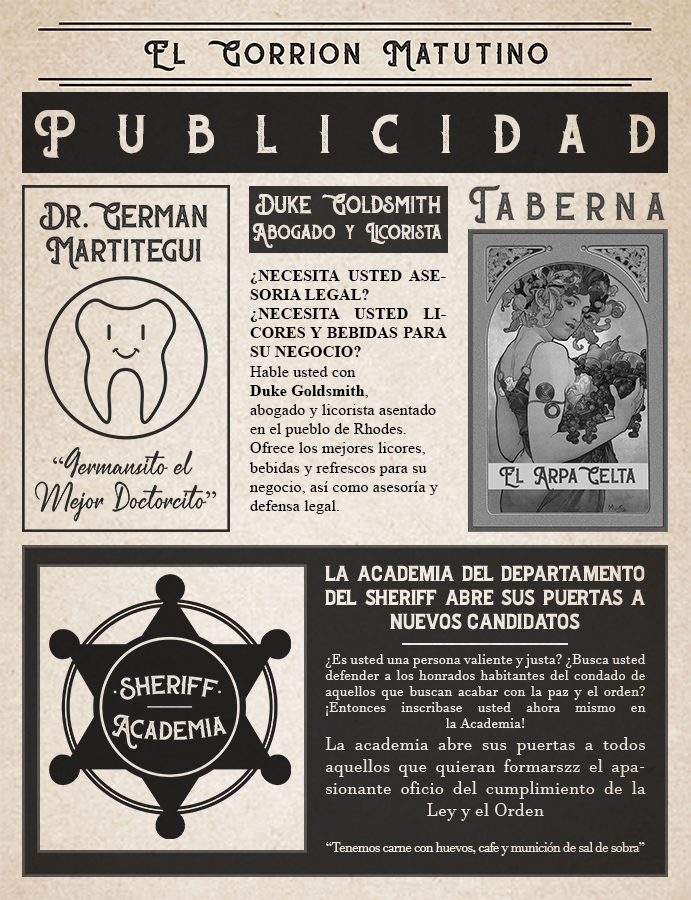 El Gorrion Matutino
PUBLICIDAD
Dr. German
Martitegui
“Germansito el
Mejor Doctorcito”
Duke Goldsmith
Abogado y Licorista
¿NECESITA USTED ASE-
SORIA LEGAL?
¿NECESITA USTED LI-
CORES Y BEBIDAS PARA
SU NEGOCIO?
Hable usted con
Duke Goldsmith,
abogado y licorista asentado
en el pueblo de Rhodes.
Ofrece los mejores licores,
bebidas y refrescos para su
negocio, así como asesoría y
defensa legal.
Taberna
El Arpa Celta
Mucha
·Sheriff·
Academia
LA ACADEMIA DEL DEPARTAMENTO
DEL SHERIFF ABRE SUS PUERTAS A
NUEVOS CANDIDATOS
¿Es usted una persona valiente y justa? ¿Busca usted
defender a los honrados habitantes del condado de
aquellos que buscan acabar con la paz y el orden?
¡Entonces inscribase usted ahora mismo en
la Academia!
La academia abre sus puertas a todos
aquellos que quieran formarszz el apa-
sionante oficio del cumplimiento de la
Ley y el Orden
“Tenemos carne con huevos, cafe y munición de sal de sobra”